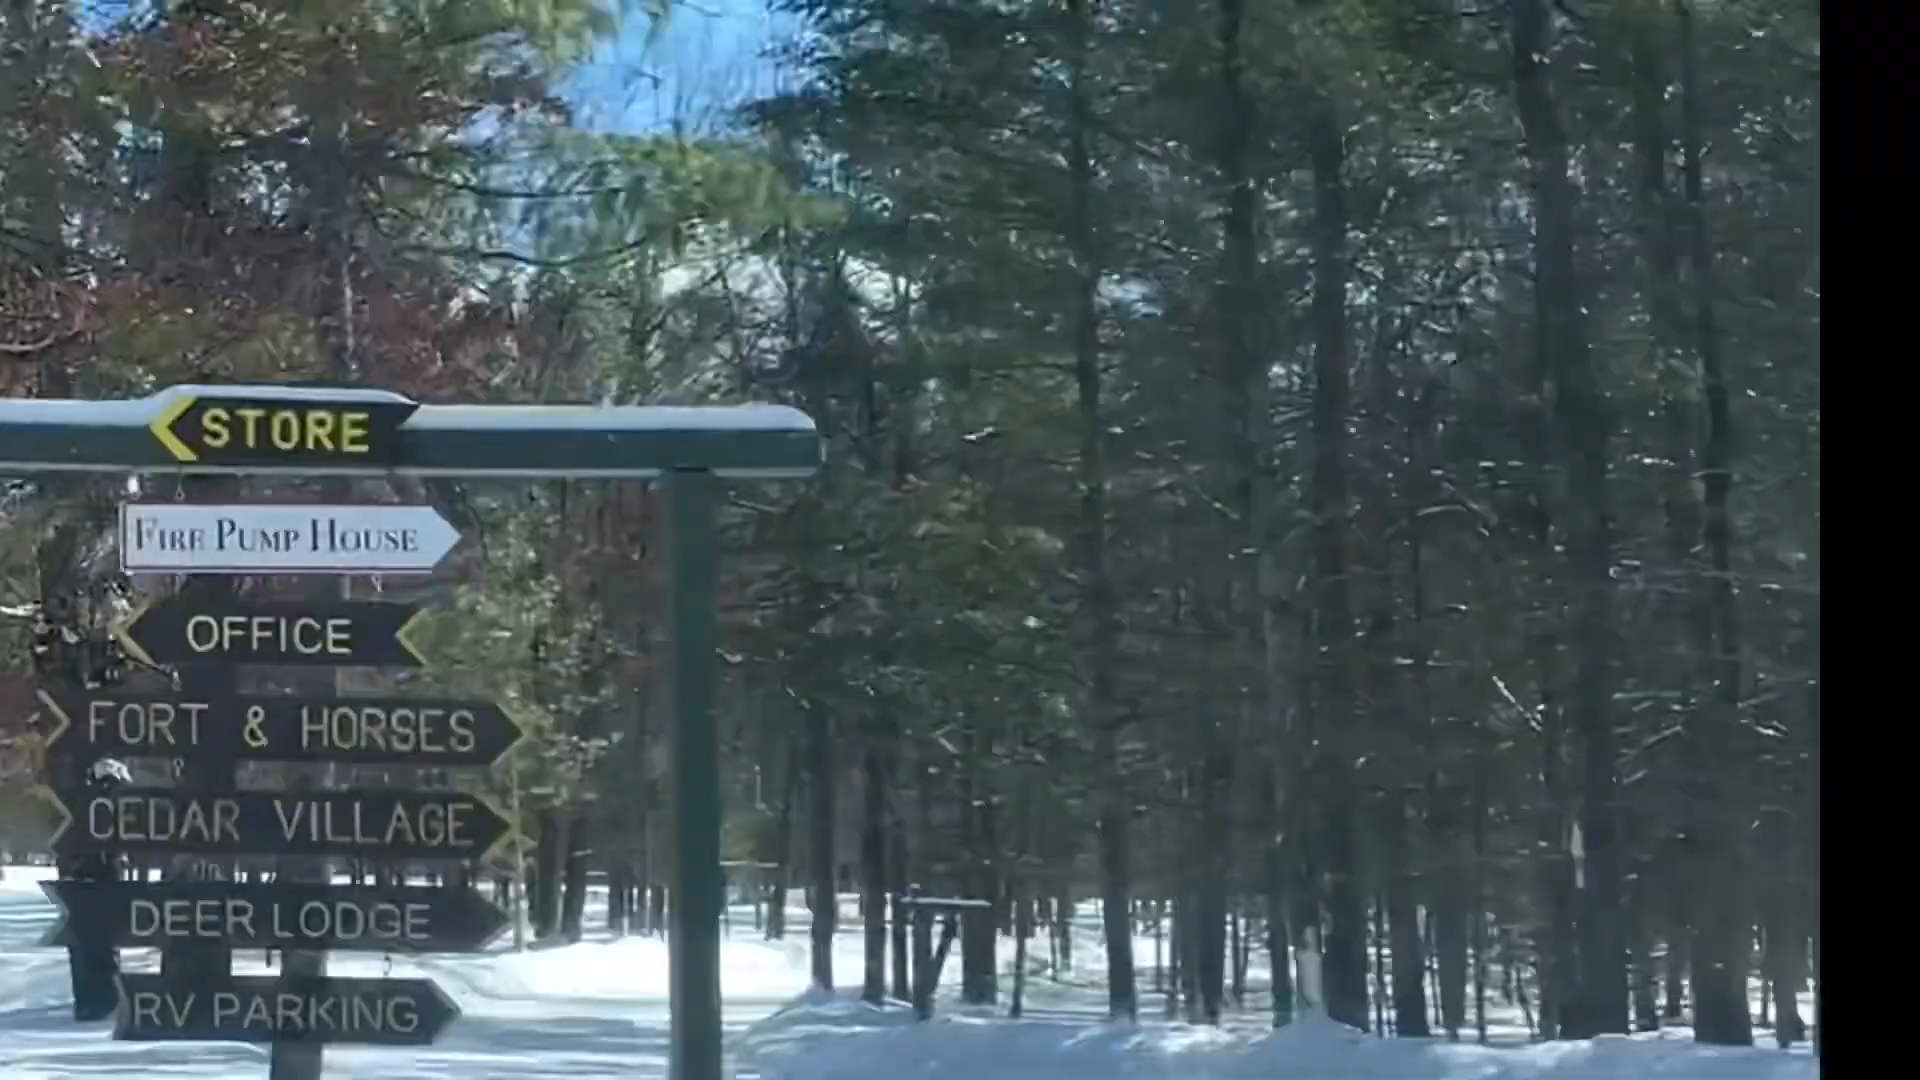 STORE
FIRE PUMP HOUSE
OFFICE
FORT & HORSES
CEDAR VILLAGE
DEER LODGE
RV PARKING